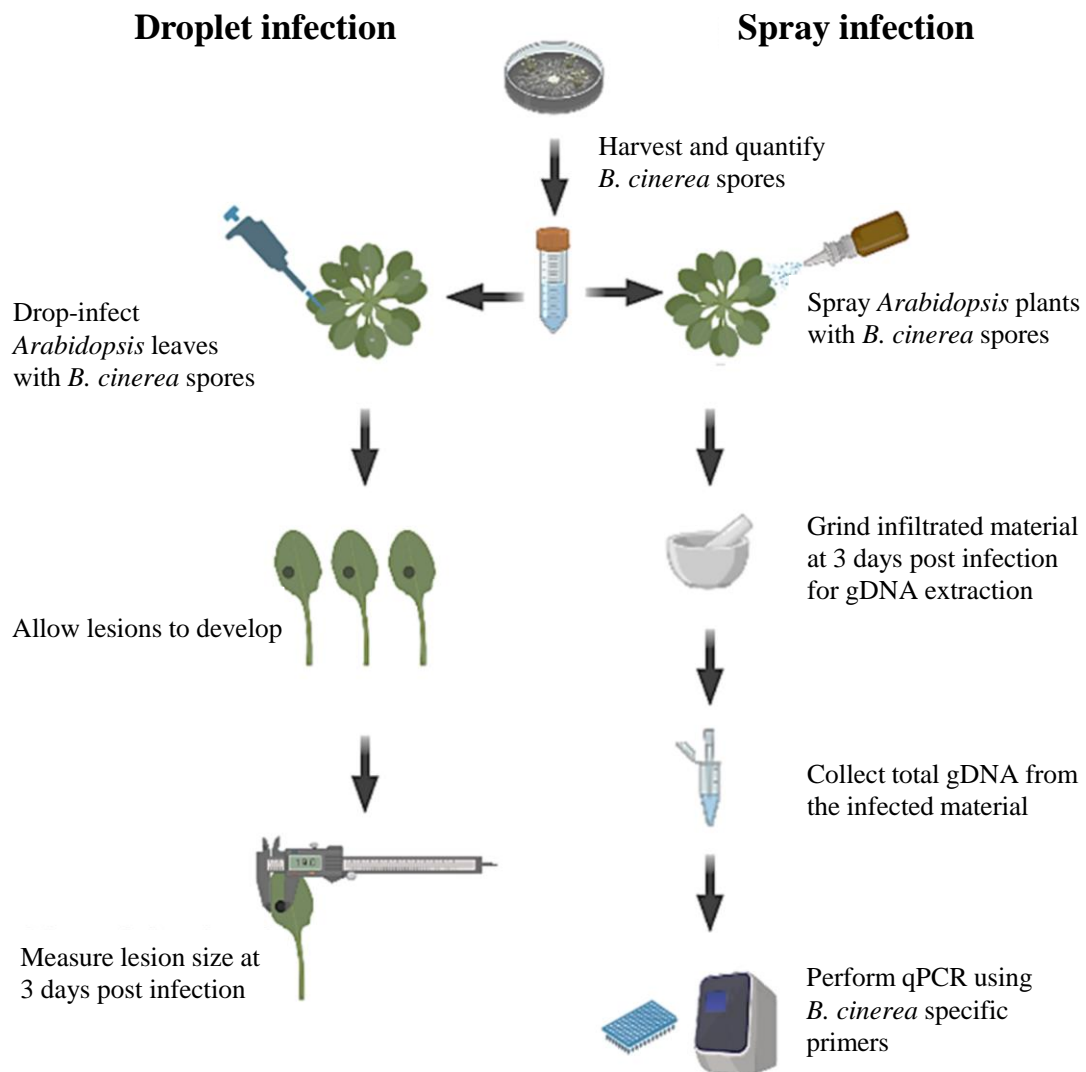 Droplet infection
Spray infection
Harvest and quantify
B. cinerea spores
Drop-infect
Arabidopsis leaves
with B. cinerea spores
Spray Arabidopsis plants
with B. cinerea spores
Allow lesions to develop
Grind infiltrated material
at 3 days post infection
for gDNA extraction
Collect total gDNA from
the infected material
Measure lesion size at
3 days post infection
Perform qPCR using
B. cinerea specific
primers